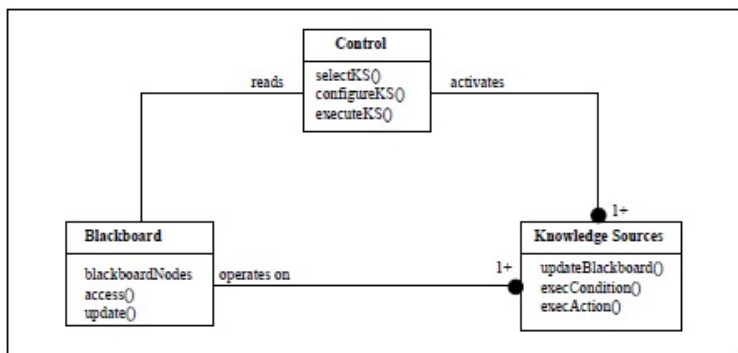 Control
selectKS()
configureKS()
executeKS()
reads
activates
1+
Blackboard
blackboardNodes
access()
update()
operates on
1+
Knowledge Sources
updateBlackboard()
execCondition()
execAction()